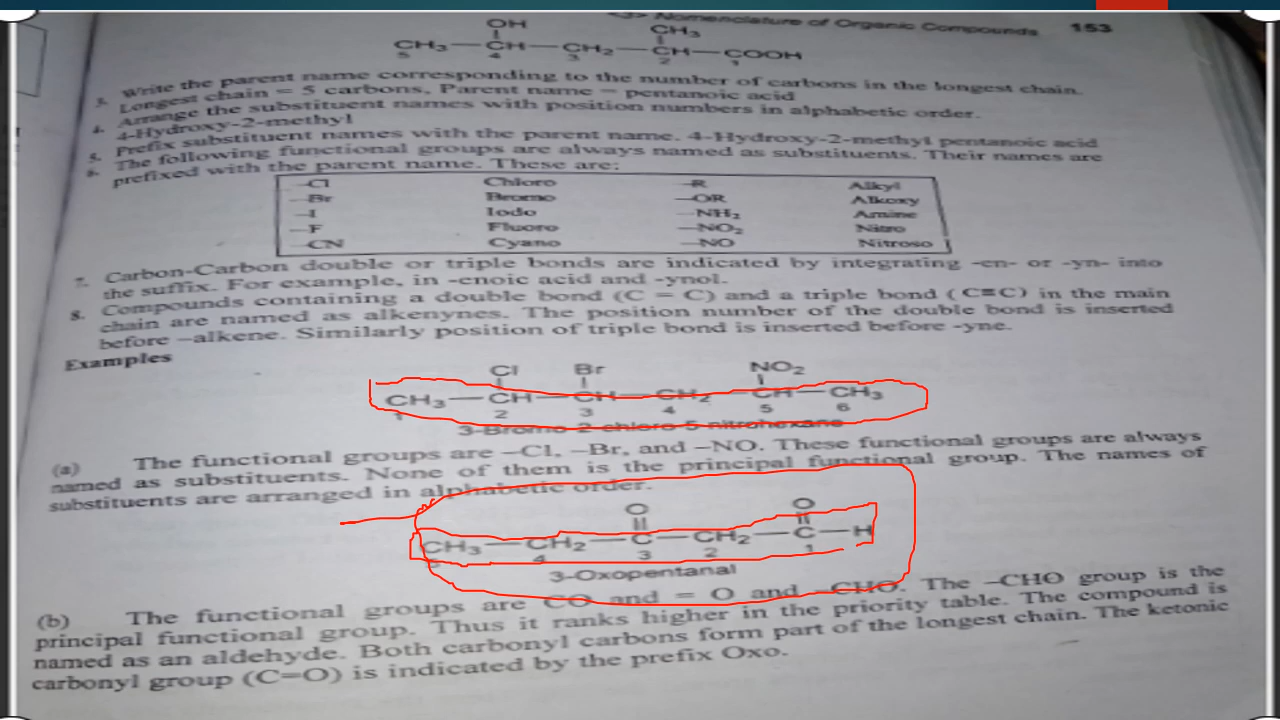 <3> Nomenclature of Organic Compounds 153
OH CH₃
CH₃ — CH — CH₂ — CH — COOH
5 4 3 2 1
3. Write the parent name corresponding to the number of carbons in the longest chain.
Longest chain = 5 carbons, Parent name = pentanoic acid
4. Arrange the substituent names with position numbers in alphabetic order.
4-Hydroxy-2-methyl
5. Prefix substituent names with the parent name. 4-Hydroxy-2-methyl pentanoic acid
6. The following functional groups are always named as substituents. Their names are
prefixed with the parent name. These are:
–Cl Chloro –R Alkyl
–Br Bromo –OR Alkoxy
–I Iodo –NH₂ Amine
–F Fluoro –NO₂ Nitro
–CN Cyano –NO Nitroso
7. Carbon-Carbon double or triple bonds are indicated by integrating -en- or -yn- into
the suffix. For example, in -enoic acid and -ynol.
8. Compounds containing a double bond (C = C) and a triple bond (C≡C) in the main
chain are named as alkenynes. The position number of the double bond is inserted
before –alkene. Similarly position of triple bond is inserted before -yne.
Examples
Cl Br NO₂
CH₃ — CH — CH — CH₂ — CH — CH₃
1 2 3 4 5 6
3-Bromo-2-chloro-5-nitrohexane
(a) The functional groups are –Cl, –Br, and –NO. These functional groups are always
named as substituents. None of them is the principal functional group. The names of
substituents are arranged in alphabetic order.
O O
CH₃ — CH₂ — C — CH₂ — C — H
5 4 3 2 1
3-Oxopentanal
(b) The functional groups are CO and = O and –CHO. The –CHO group is the
principal functional group. Thus it ranks higher in the priority table. The compound is
named as an aldehyde. Both carbonyl carbons form part of the longest chain. The ketonic
carbonyl group (C=O) is indicated by the prefix Oxo.